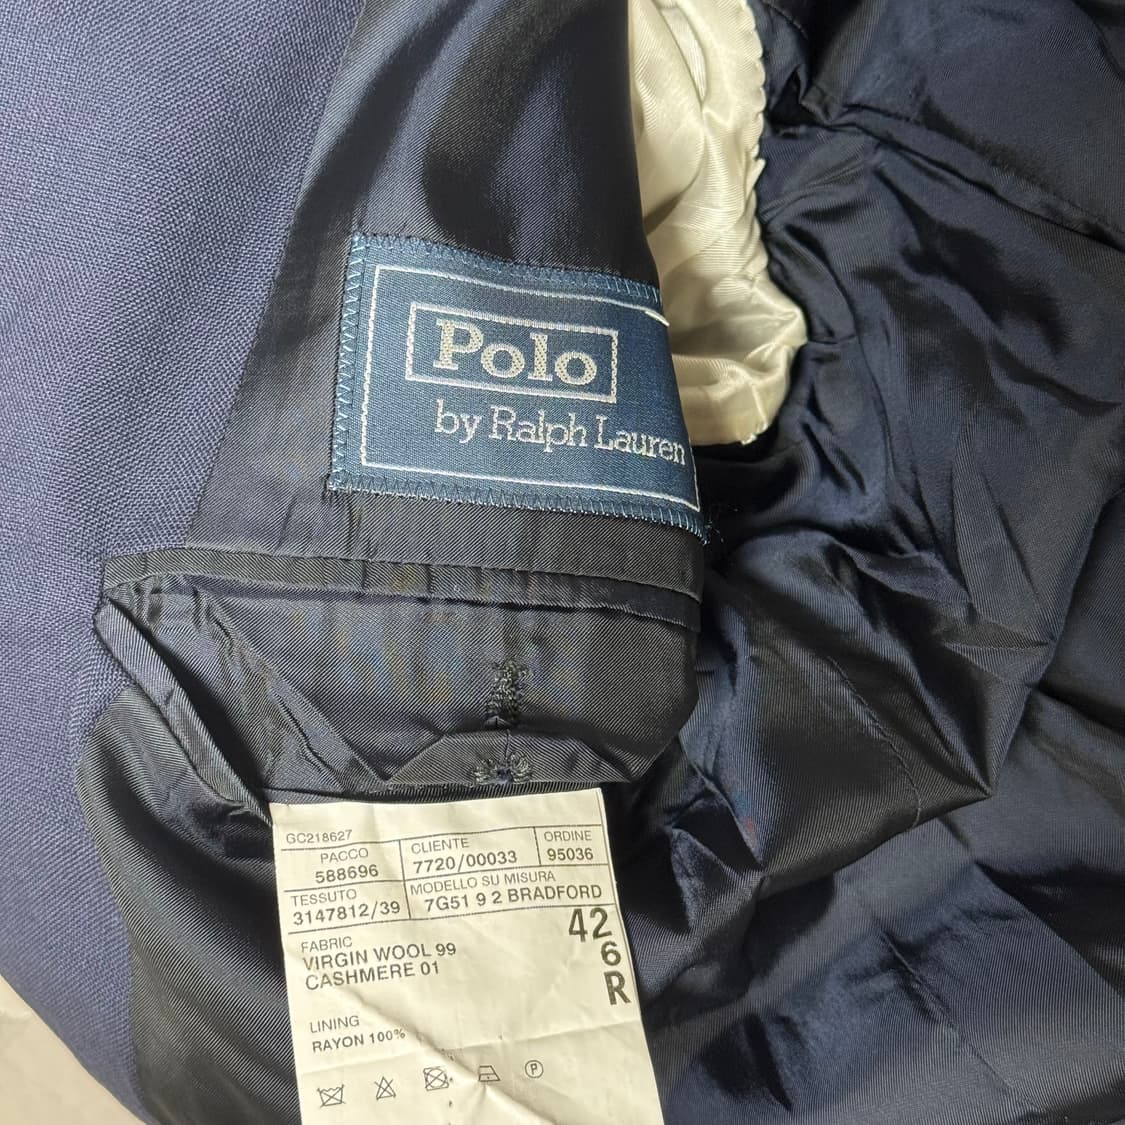 Polo
by Ralph Lauren
GC218627
PACCO
588696
CLIENTE
7720/00033
ORDINE
95036
TESSUTO
3147812/39
MODELLO SU MISURA
7G51 9 2 BRADFORD
FABRIC
VIRGIN WOOL 99
CASHMERE 01
42
6
R
LINING
RAYON 100%
P